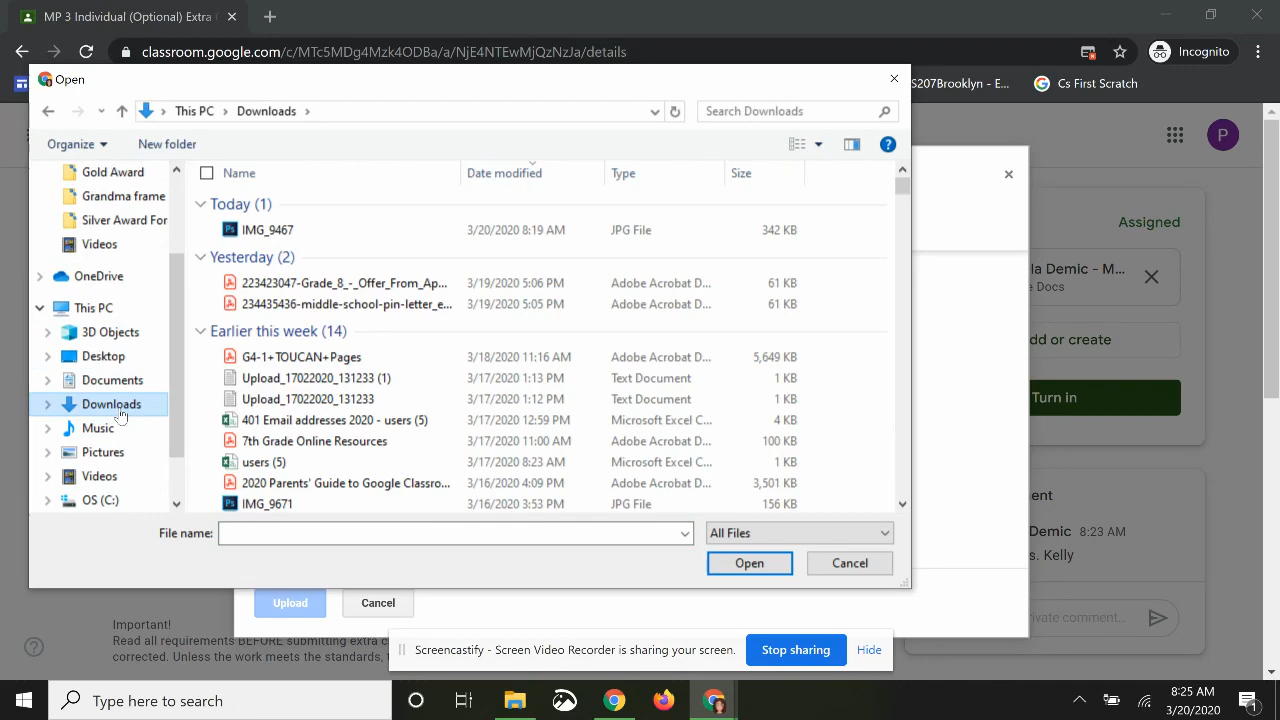 MP 3 Individual (Optional) Extra
classroom.google.com/c/MTc5MDg4Mzk4ODBa/a/NjE4NTEwMjQzNzJa/details
Incognito
S207Brooklyn - E...
Cs First Scratch
Open
This PC > Downloads >
Search Downloads
Organize
New folder
Gold Award
Grandma frame
Silver Award For
Videos
OneDrive
This PC
3D Objects
Desktop
Documents
Downloads
Music
Pictures
Videos
OS (C:)
Name Date modified Type Size
Today (1)
IMG_9467 3/20/2020 8:19 AM JPG File 342 KB
Yesterday (2)
223423047-Grade_8_-_Offer_From_Ap... 3/19/2020 5:06 PM Adobe Acrobat D... 61 KB
234435436-middle-school-pin-letter_e... 3/19/2020 5:05 PM Adobe Acrobat D... 61 KB
Earlier this week (14)
G4-1+TOUCAN+Pages 3/18/2020 11:16 AM Adobe Acrobat D... 5,649 KB
Upload_17022020_131233 (1) 3/17/2020 1:13 PM Text Document 1 KB
Upload_17022020_131233 3/17/2020 1:12 PM Text Document 1 KB
401 Email addresses 2020 - users (5) 3/17/2020 12:59 PM Microsoft Excel C... 4 KB
7th Grade Online Resources 3/17/2020 11:00 AM Adobe Acrobat D... 100 KB
users (5) 3/17/2020 8:23 AM Microsoft Excel C... 1 KB
2020 Parents' Guide to Google Classro... 3/16/2020 4:09 PM Adobe Acrobat D... 3,501 KB
IMG_9671 3/16/2020 3:53 PM JPG File 156 KB
File name:
All Files
Open
Cancel
P
Assigned
la Demic - M...
e Docs
dd or create
Turn in
ent
Demic 8:23 AM
s. Kelly
rivate comment...
Upload
Cancel
Important!
Read all requirements BEFORE submitting extra c
corrected. Unless the work meets the standards,
Screencastify - Screen Video Recorder is sharing your screen.
Stop sharing
Hide
Type here to search
8:25 AM
3/20/2020
1